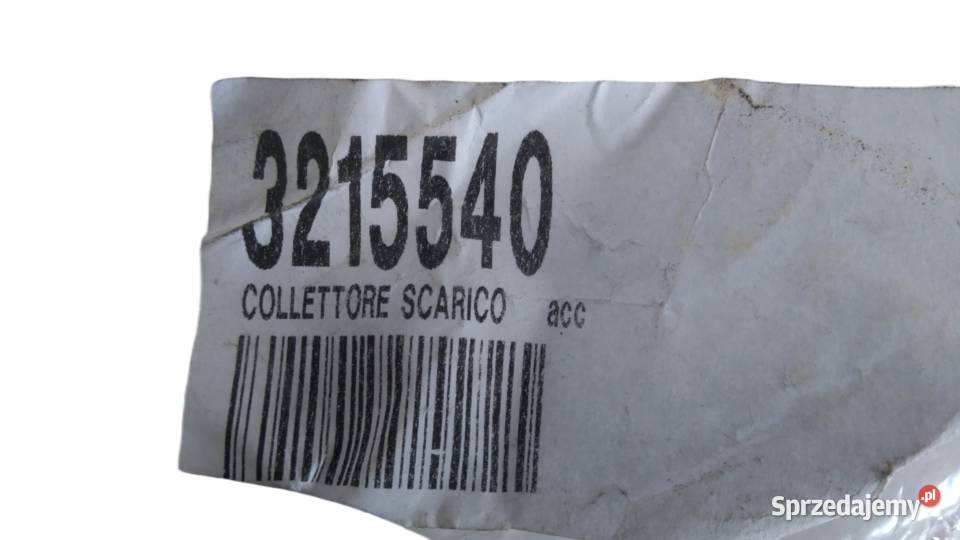 3215540
COLLETTORE SCARICO acc
Sprzedajemy.pl